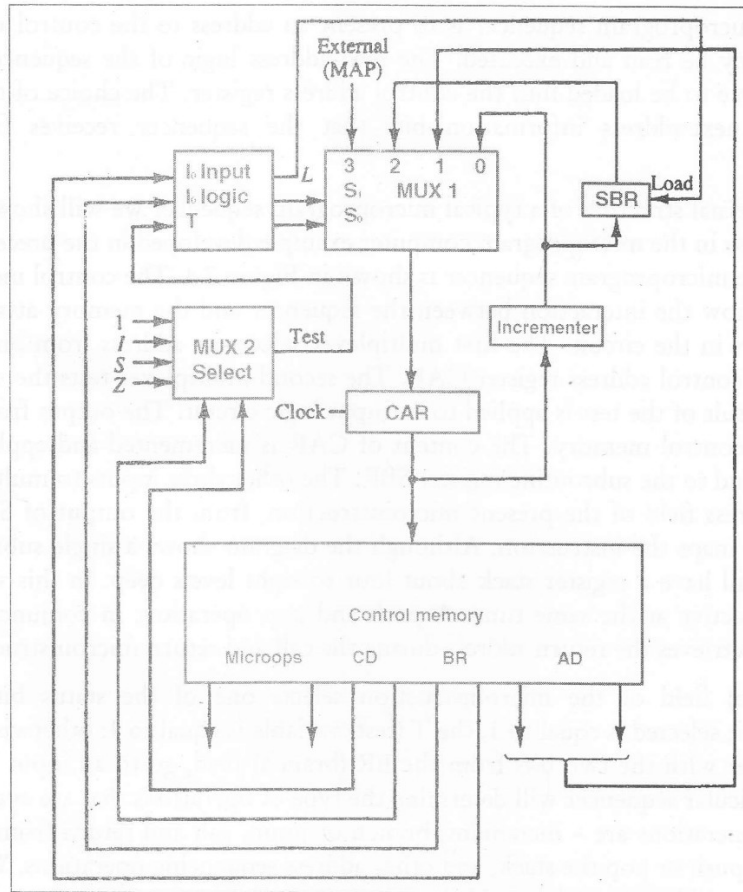 External
(MAP)
I₀ Input
I₁ logic
T
L
3 2 1 0
S₁
S₀
MUX 1
SBR
Load
1
I
S
Z
MUX 2
Select
Test
Incrementer
Clock
CAR
Control memory
Microops CD BR AD